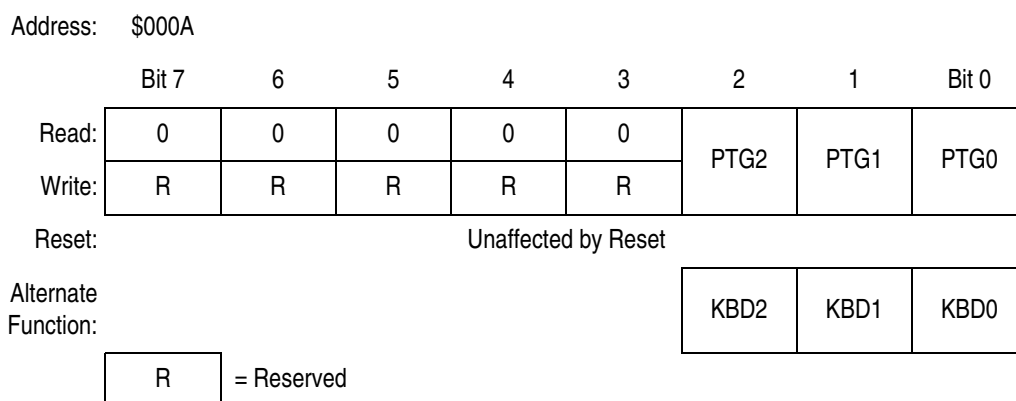 Address: $000A
Bit 7 6 5 4 3 2 1 Bit 0
Read: 0 0 0 0 0 PTG2 PTG1 PTG0
Write: R R R R R
Reset: Unaffected by Reset
Alternate
Function: KBD2 KBD1 KBD0
R = Reserved